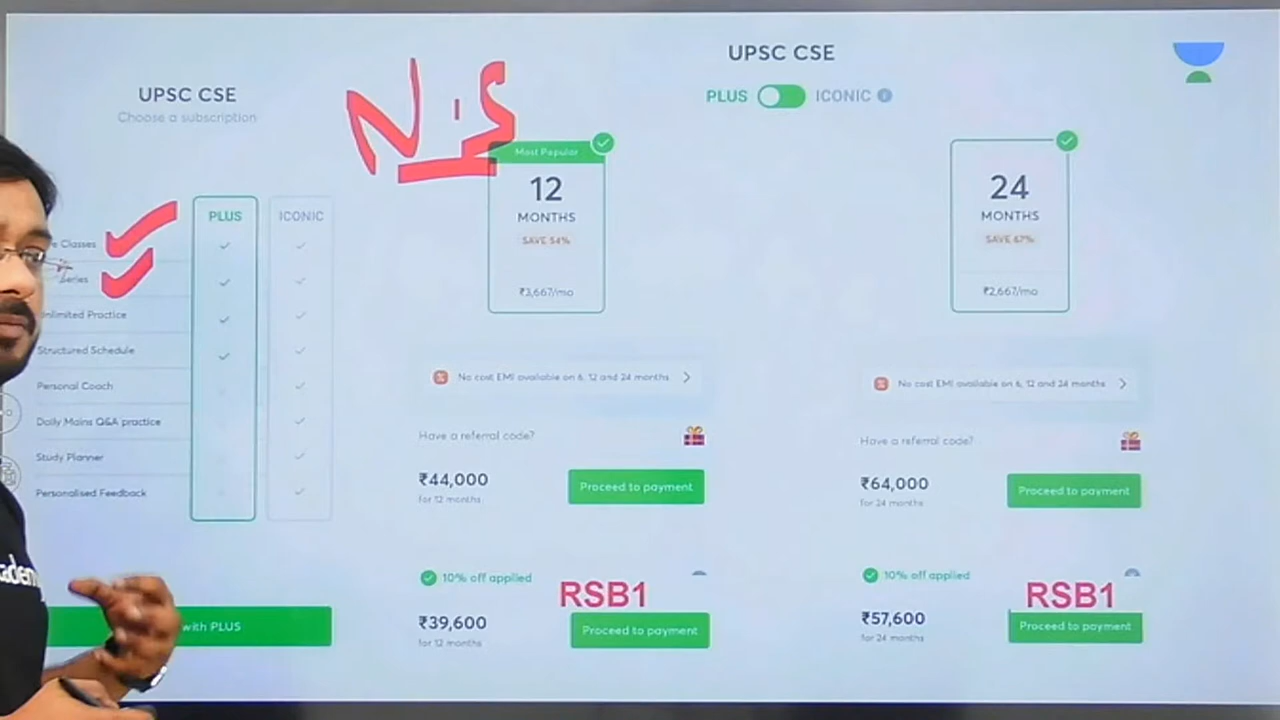 UPSC CSE
Choose a subscription
PLUS ICONIC
Classes
Series
Unlimited Practice
Structured Schedule
Personal Coach
Daily Mains Q&A practice
Study Planner
Personalised Feedback
with PLUS
N.S
UPSC CSE
PLUS ICONIC
Most Popular
12
MONTHS
SAVE 54%
₹3,667/mo
No cost EMI available on 6, 12 and 24 months
Have a referral code?
₹44,000
for 12 months
Proceed to payment
10% off applied
RSB1
₹39,600
for 12 months
Proceed to payment
24
MONTHS
SAVE 67%
₹2,667/mo
No cost EMI available on 6, 12 and 24 months
Have a referral code?
₹64,000
for 24 months
Proceed to payment
10% off applied
RSB1
₹57,600
for 24 months
Proceed to payment